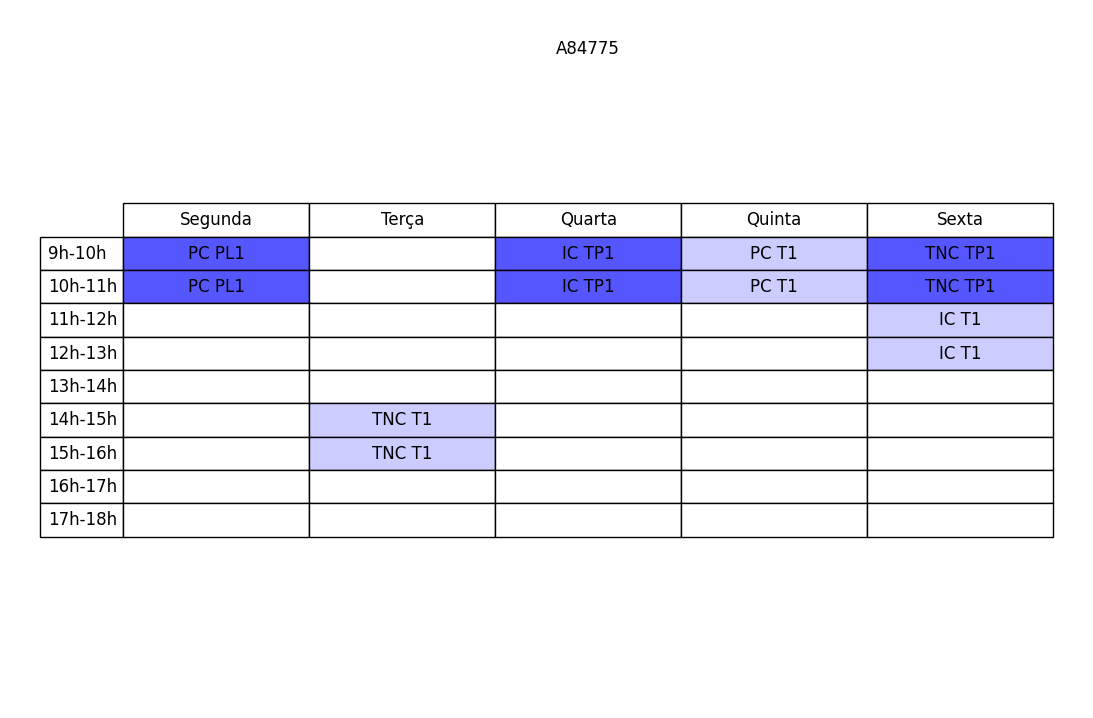 A84775
Segunda Terça Quarta Quinta Sexta
9h-10h PC PL1 IC TP1 PC T1 TNC TP1
10h-11h PC PL1 IC TP1 PC T1 TNC TP1
11h-12h IC T1
12h-13h IC T1
13h-14h
14h-15h TNC T1
15h-16h TNC T1
16h-17h
17h-18h